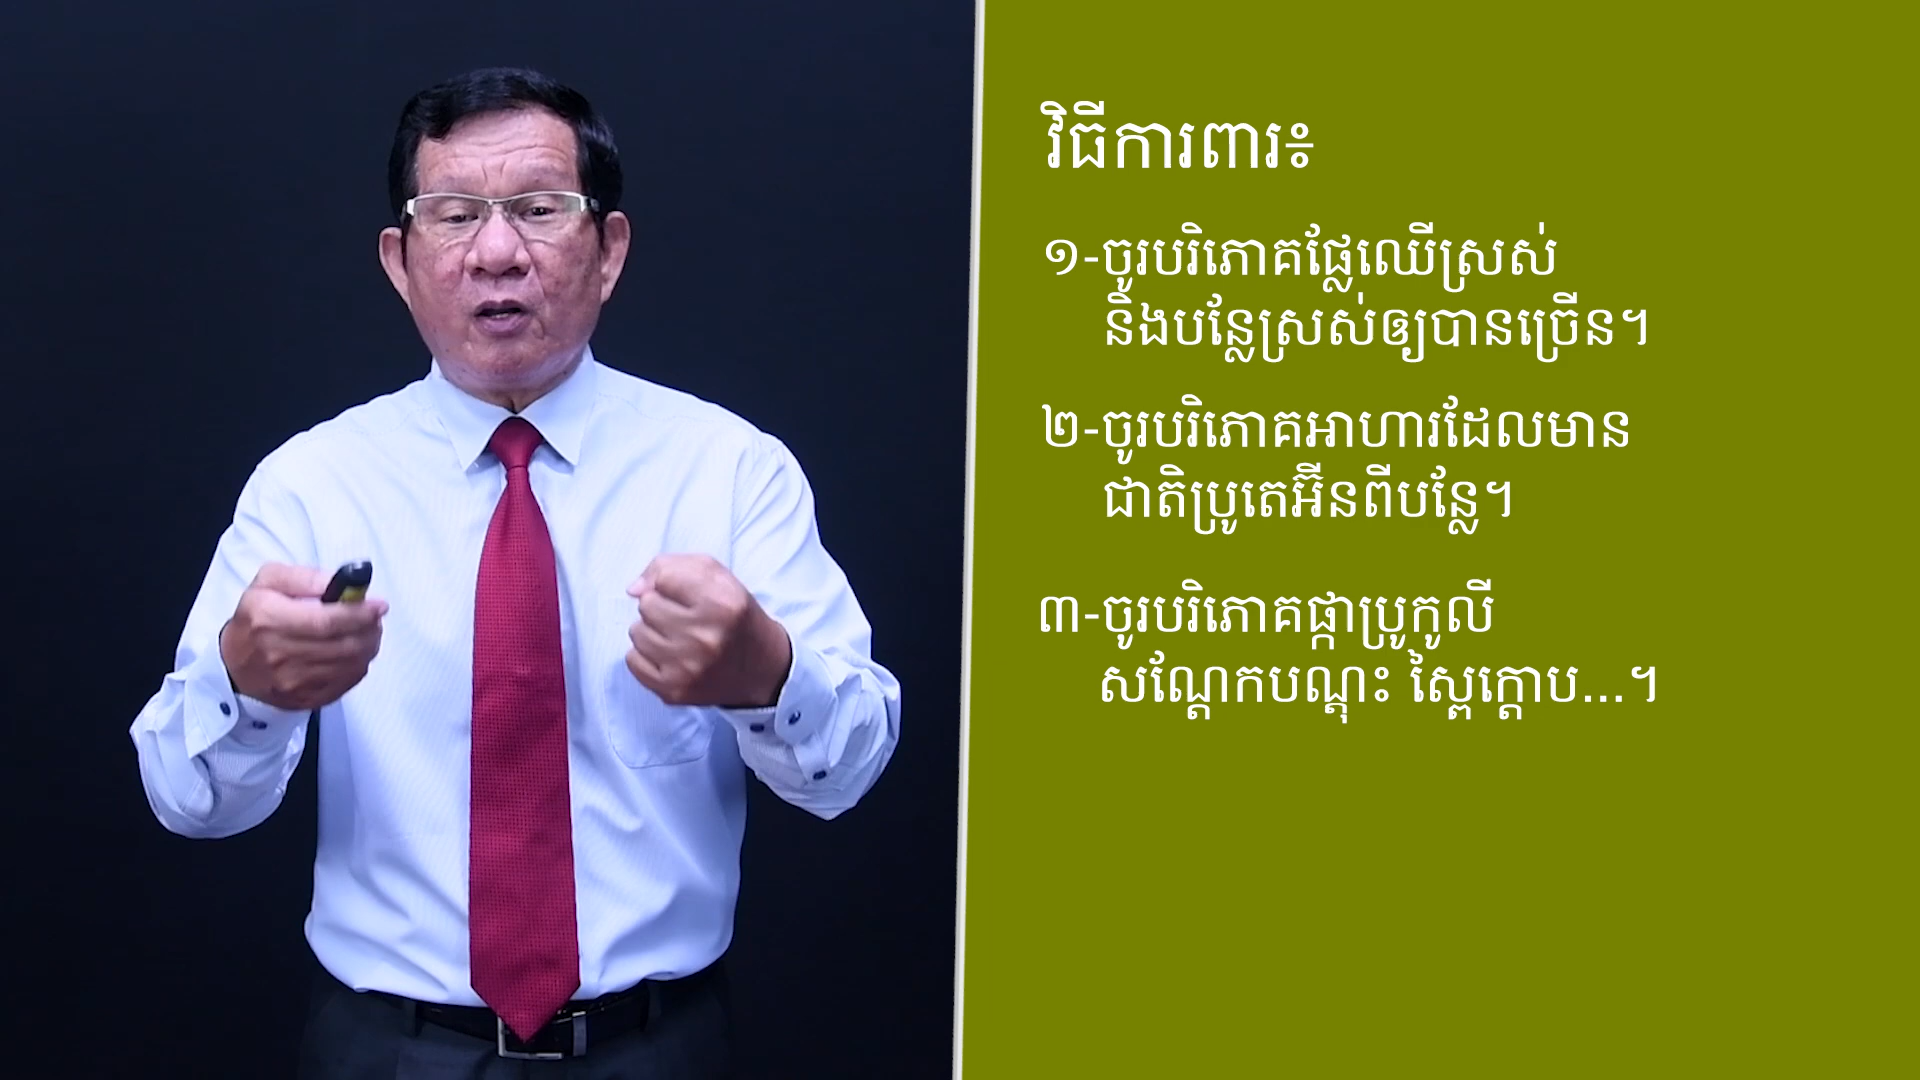 វិធីការពារ៖
១-ចូរបរិភោគផ្លែឈើស្រស់
និងបន្លែស្រស់ឲ្យបានច្រើន។
២-ចូរបរិភោគអាហារដែលមាន
ជាតិប្រូតេអ៊ីនពីបន្លែ។
៣-ចូរបរិភោគផ្កាប្រូកូលី
សណ្តែកបណ្តុះ ស្ពៃក្តោប...។